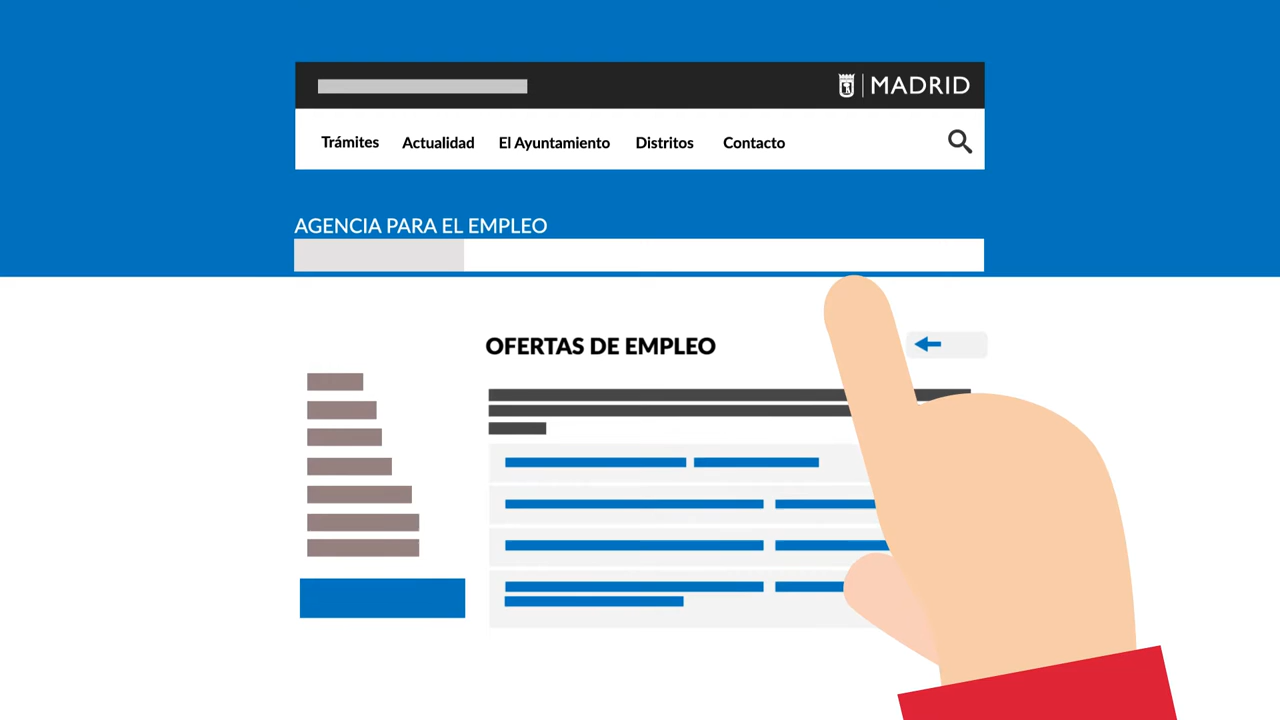 MADRID
Trámites Actualidad El Ayuntamiento Distritos Contacto
AGENCIA PARA EL EMPLEO
OFERTAS DE EMPLEO